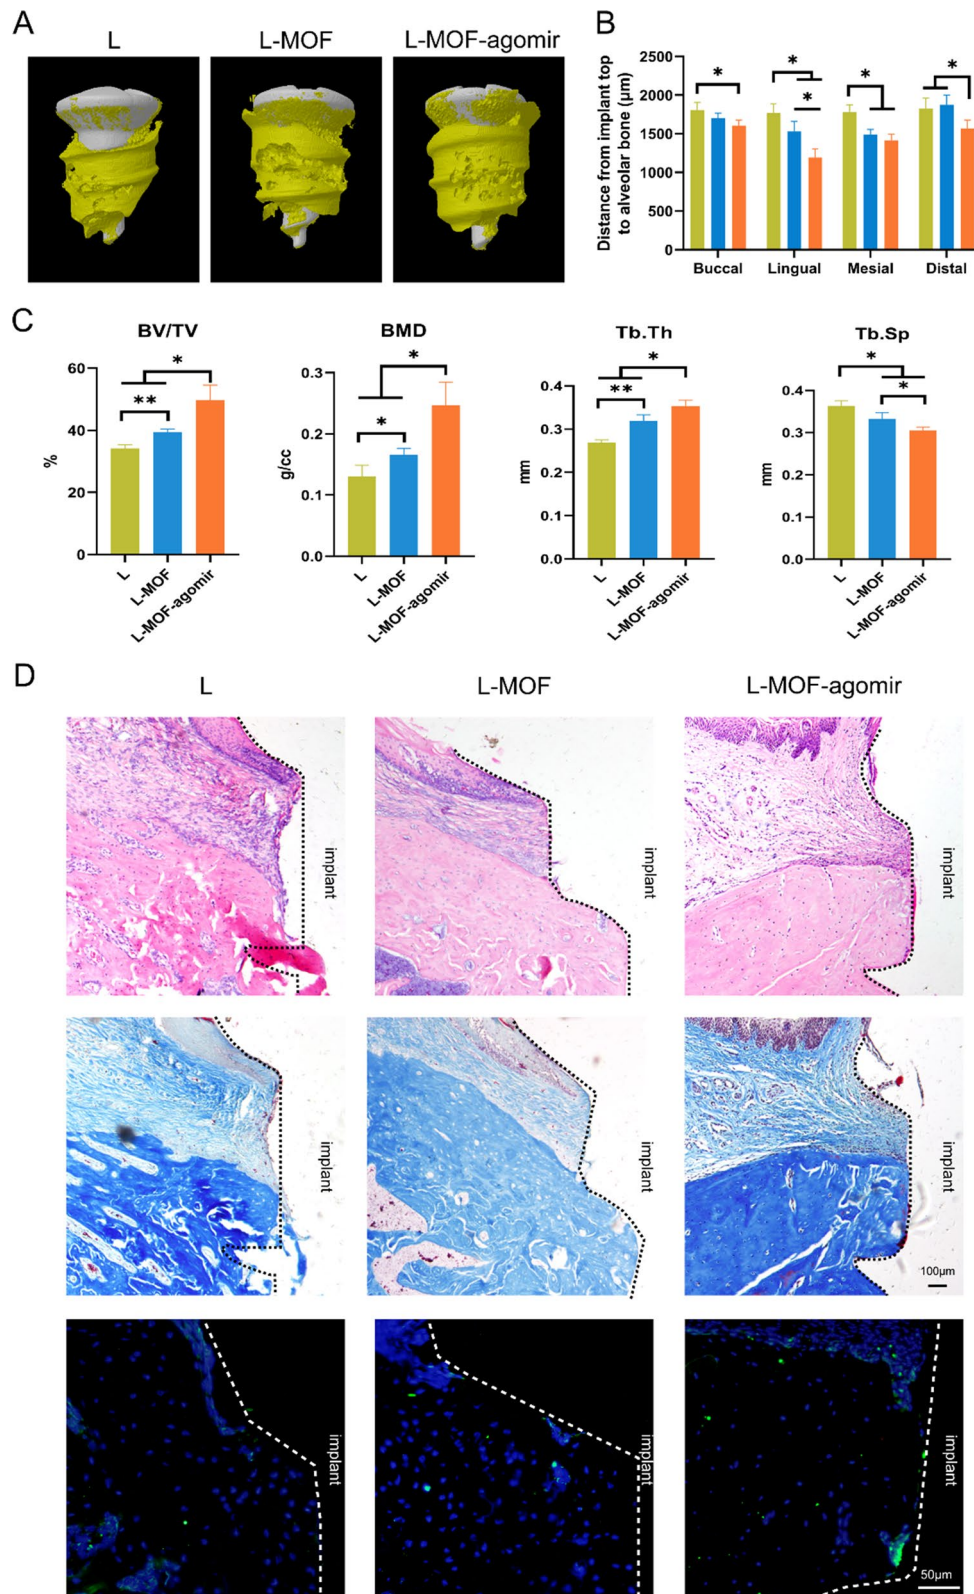 A
L
L-MOF
L-MOF-agomir
B
Distance from implant top
to alveolar bone (μm)
2500
2000
1500
1000
500
0
*
*
*
*
*
Buccal
Lingual
Mesial
Distal
C
BV/TV
%
60
40
20
0
**
*
L
L-MOF
L-MOF-agomir
BMD
g/cc
0.3
0.2
0.1
0.0
*
*
L
L-MOF
L-MOF-agomir
Tb.Th
mm
0.4
0.3
0.2
0.1
0.0
**
*
L
L-MOF
L-MOF-agomir
Tb.Sp
mm
0.4
0.3
0.2
0.1
0.0
*
*
L
L-MOF
L-MOF-agomir
D
L
L-MOF
L-MOF-agomir
implant
implant
implant
implant
implant
implant
100μm
implant
implant
implant
50μm